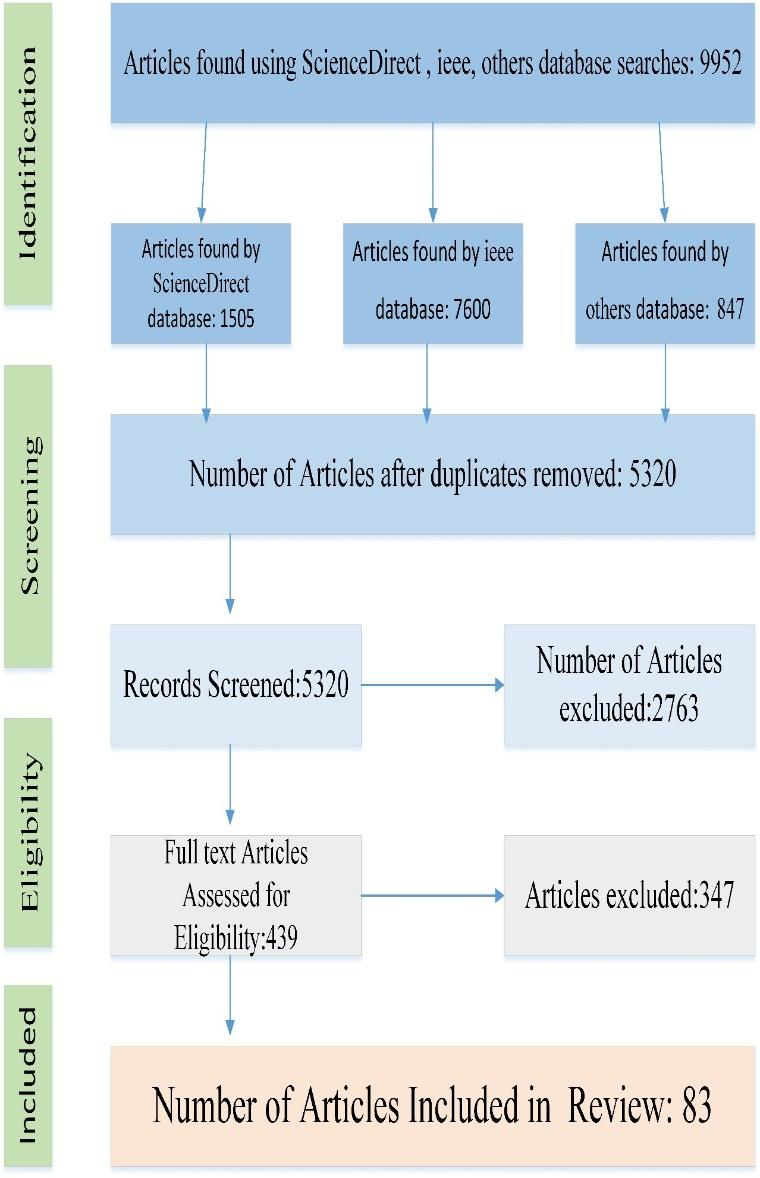 Identification
Articles found using ScienceDirect , ieee, others database searches: 9952
Articles found by
ScienceDirect
database: 1505
Articles found by ieee
database: 7600
Articles found by
others database: 847
Screening
Number of Articles after duplicates removed: 5320
Records Screened:5320
Number of Articles
excluded:2763
Eligibility
Full text Articles
Assessed for
Eligibility:439
Articles excluded:347
Included
Number of Articles Included in Review: 83